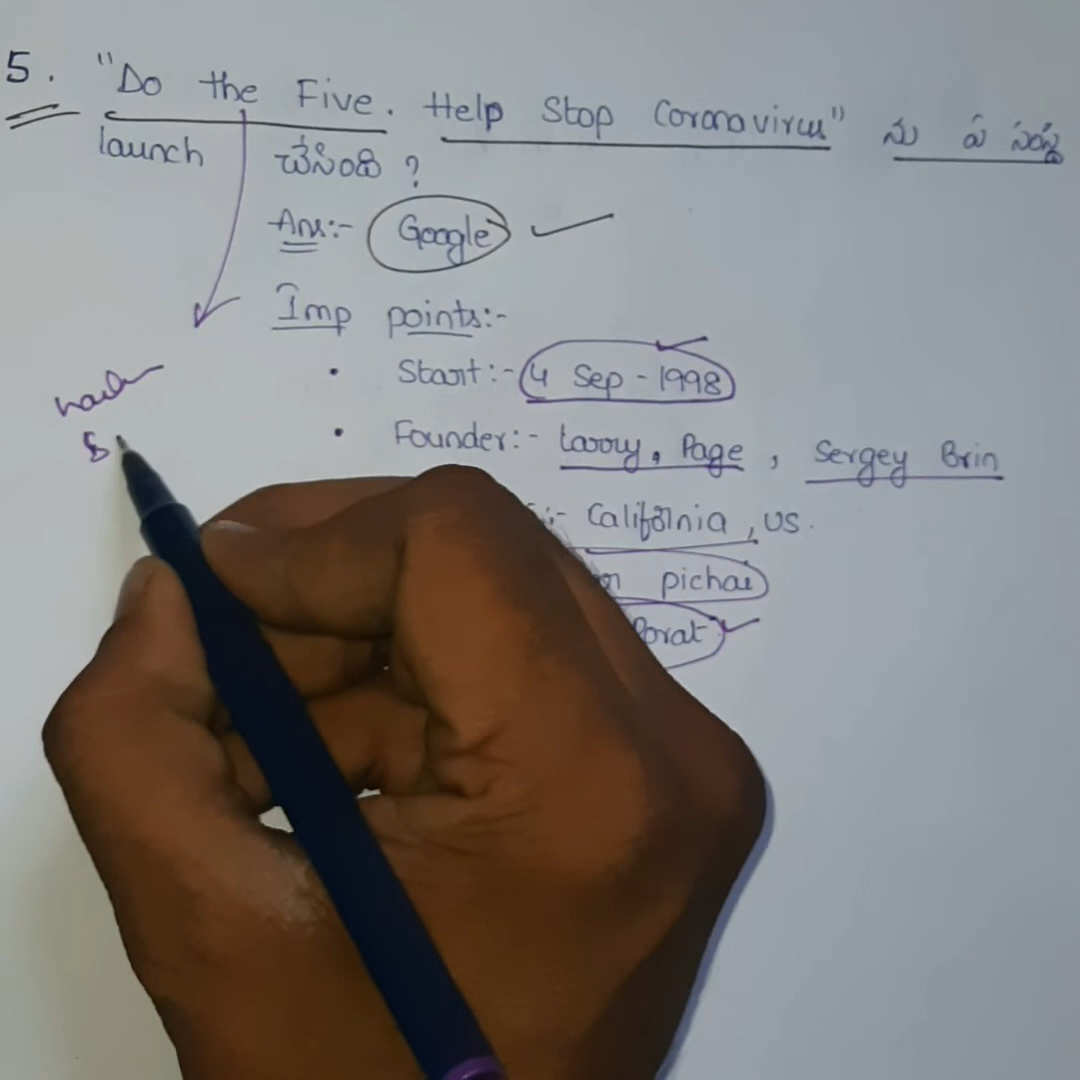 5. "Do the Five. Help Stop Coronavirus" ను ఏ సంస్థ
launch చేసింది ?
Ans:- Google
Imp points:-
• Start:- 4 Sep - 1998
• Founder:- Larry, Page , Sergey Brin
:- California , US.
pichai
Porat